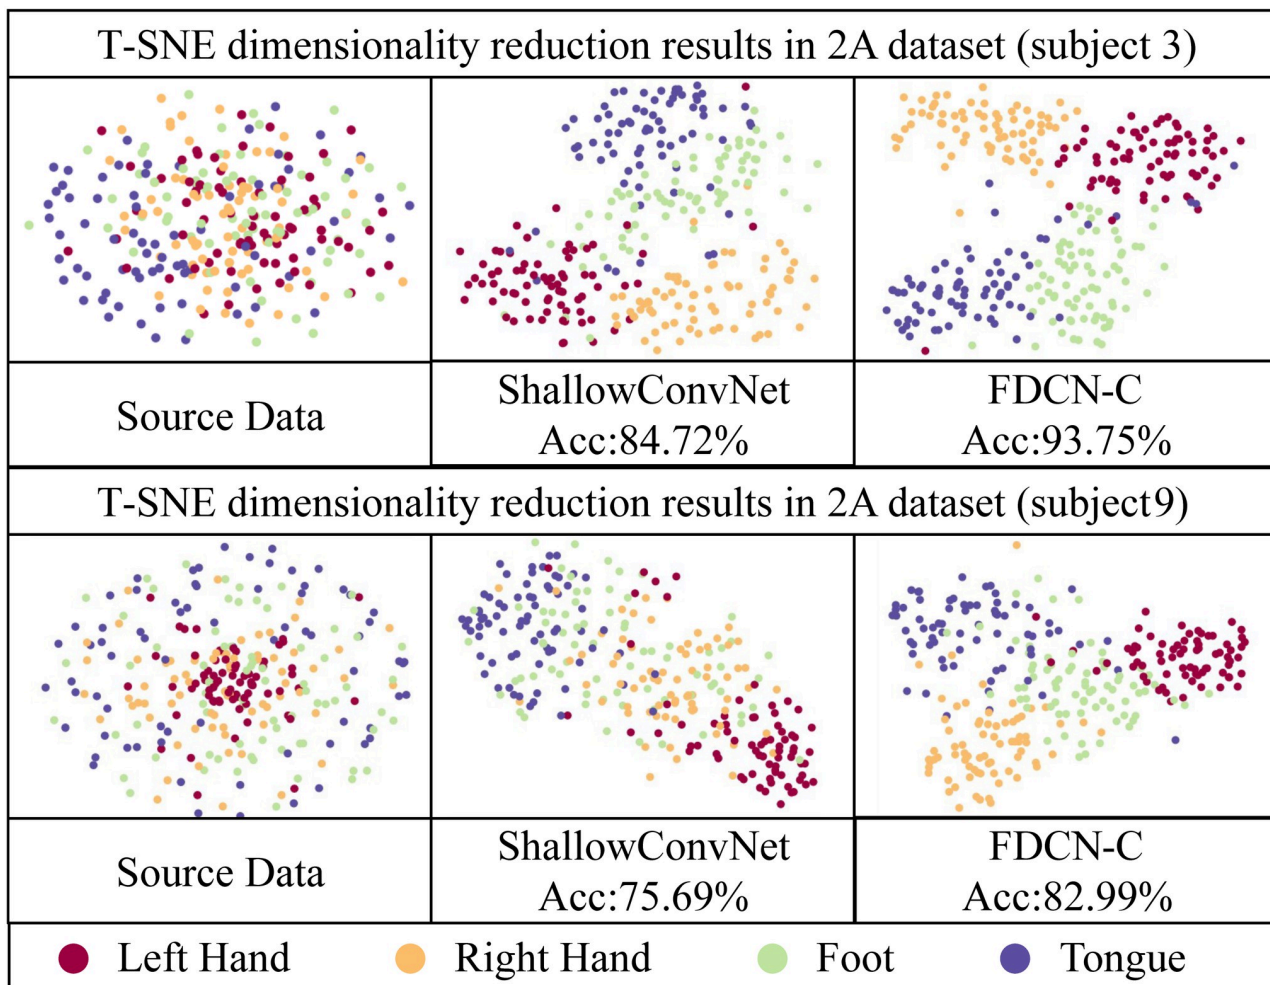 T-SNE dimensionality reduction results in 2A dataset (subject 3)
Source Data
ShallowConvNet
Acc:84.72%
FDCN-C
Acc:93.75%
T-SNE dimensionality reduction results in 2A dataset (subject9)
Source Data
ShallowConvNet
Acc:75.69%
FDCN-C
Acc:82.99%
Left Hand
Right Hand
Foot
Tongue